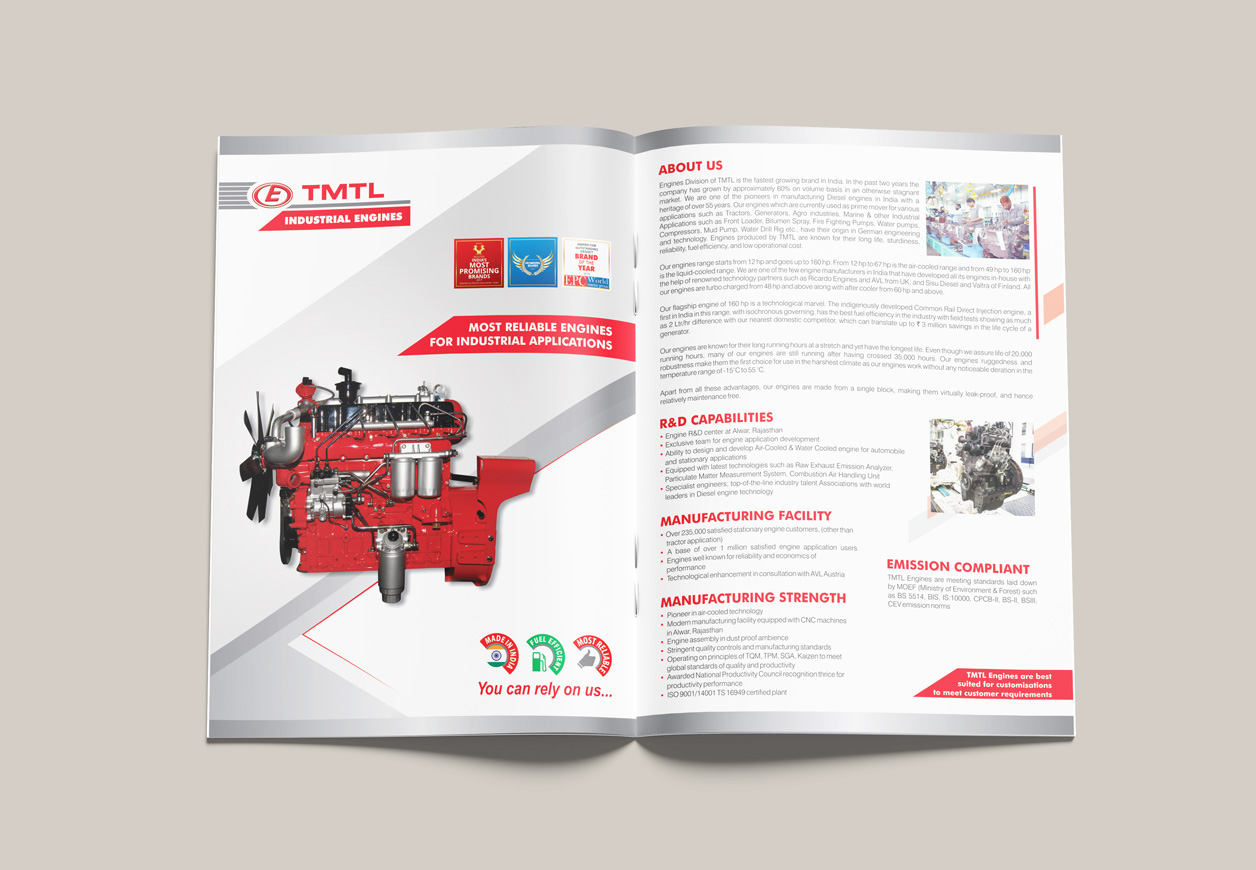 E
TMTL
INDUSTRIAL ENGINES
INDIA'S
MOST
PROMISING
BRANDS
BRAND
OF THE
YEAR
EPCWorld
MOST RELIABLE ENGINES
FOR INDUSTRIAL APPLICATIONS
MADE IN INDIA
FUEL EFFICIENT
MOST RELIABLE
You can rely on us...
ABOUT US
Engines Division of TMTL is the fastest growing brand in India. In the past two years the
company has grown by approximately 60% on volume basis in an otherwise stagnant
market. We are one of the pioneers in manufacturing Diesel engines in India with a
heritage of over 55 years. Our engines which are currently used as prime mover for various
applications such as Tractors, Generators, Agro industries, Marine & other Industrial
Applications such as Front Loader, Bitumen Spray, Fire Fighting Pumps, Water pumps,
Compressors, Mud Pump, Water Drill Rig etc., have their origin in German engineering
and technology. Engines produced by TMTL are known for their long life, sturdiness,
reliability, fuel efficiency, and low operational cost.
Our engines range starts from 12 hp and goes up to 160 hp. From 12 hp to 67 hp is the air-cooled range and from 49 hp to 160 hp
is the liquid-cooled range. We are one of the few engine manufacturers in India that have developed all its engines in-house with
the help of renowned technology partners such as Ricardo Engines and AVL from UK; and Sisu Diesel and Valtra of Finland. All
our engines are turbo charged from 48 hp and above along with after cooler from 60 hp and above.
Our flagship engine of 160 hp is a technological marvel. The indigenously developed Common Rail Direct Injection engine, a
first in India in this range, with isochronous governing, has the best fuel efficiency in the industry with field tests showing as much
as 2 Ltr/hr difference with our nearest domestic competitor, which can translate up to ₹ 3 million savings in the life cycle of a
generator.
Our engines are known for their long running hours at a stretch and yet have the longest life. Even though we assure life of 20,000
running hours, many of our engines are still running after having crossed 35,000 hours. Our engines ruggedness and
robustness make them the first choice for use in the harshest climate as our engines work without any noticeable deration in the
temperature range of -15˚C to 55 ˚C.
Apart from all these advantages, our engines are made from a single block, making them virtually leak-proof, and hence
relatively maintenance free.
R&D CAPABILITIES
• Engine R&D center at Alwar, Rajasthan
• Exclusive team for engine application development
• Ability to design and develop Air-Cooled & Water Cooled engine for automobile
and stationary applications
• Equipped with latest technologies such as Raw Exhaust Emission Analyzer,
Particulate Matter Measurement System, Combustion Air Handling Unit
• Specialist engineers; top-of-the-line industry talent Associations with world
leaders in Diesel engine technology
MANUFACTURING FACILITY
• Over 235,000 satisfied stationary engine customers, (other than
tractor application)
• A base of over 1 million satisfied engine application users
• Engines well known for reliability and economics of
performance
• Technological enhancement in consultation with AVL Austria
MANUFACTURING STRENGTH
• Pioneer in air-cooled technology
• Modern manufacturing facility equipped with CNC machines
in Alwar, Rajasthan
• Engine assembly in dust proof ambience
• Stringent quality controls and manufacturing standards
• Operating on principles of TQM, TPM, SGA, Kaizen to meet
global standards of quality and productivity
• Awarded National Productivity Council recognition thrice for
productivity performance
• ISO 9001/14001 TS 16949 certified plant
EMISSION COMPLIANT
TMTL Engines are meeting standards laid down
by MOEF (Ministry of Environment & Forest) such
as BS 5514, BIS, IS:10000, CPCB-II, BS-II, BSIII,
CEV emission norms
TMTL Engines are best
suited for customisations
to meet customer requirements